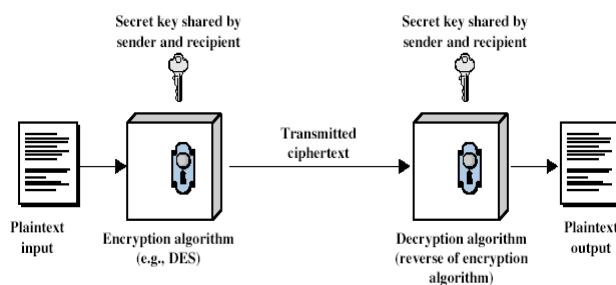 Secret key shared by
sender and recipient
Secret key shared by
sender and recipient
Transmitted
ciphertext
Plaintext
input
Encryption algorithm
(e.g., DES)
Decryption algorithm
(reverse of encryption
algorithm)
Plaintext
output